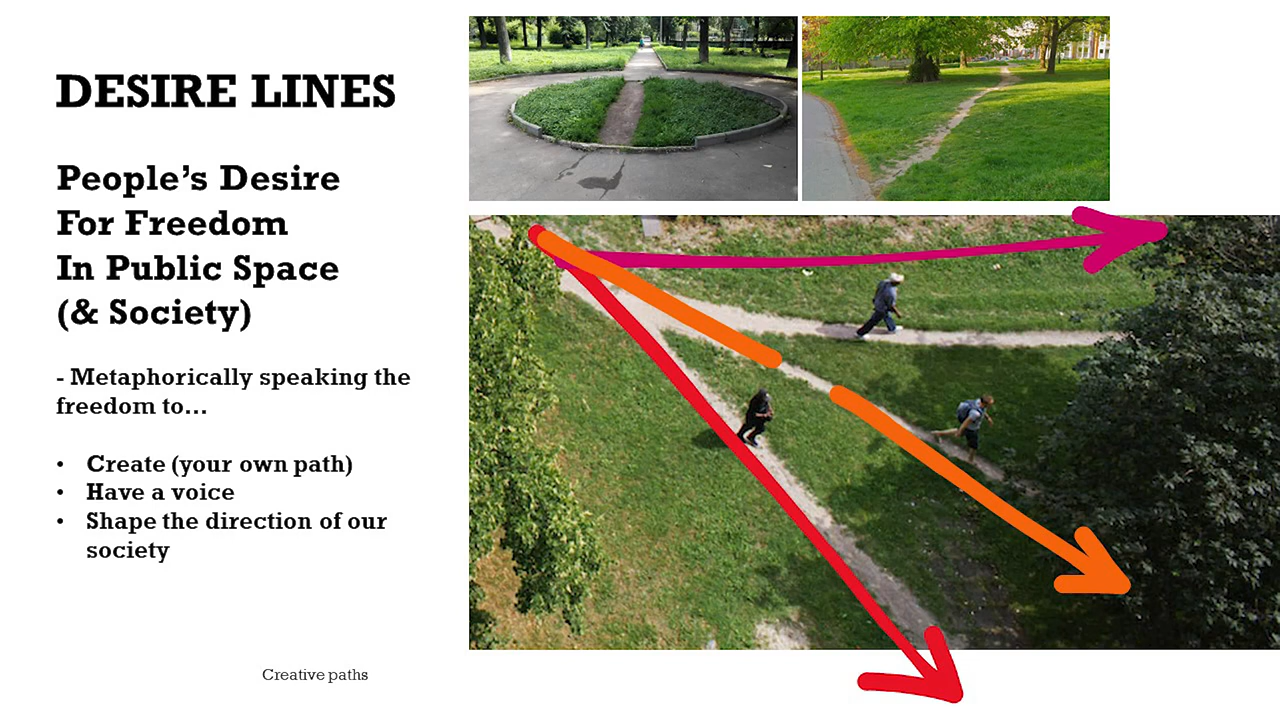 DESIRE LINES
People’s Desire
For Freedom
In Public Space
(& Society)
- Metaphorically speaking the
freedom to…
• Create (your own path)
• Have a voice
• Shape the direction of our
society
Creative paths